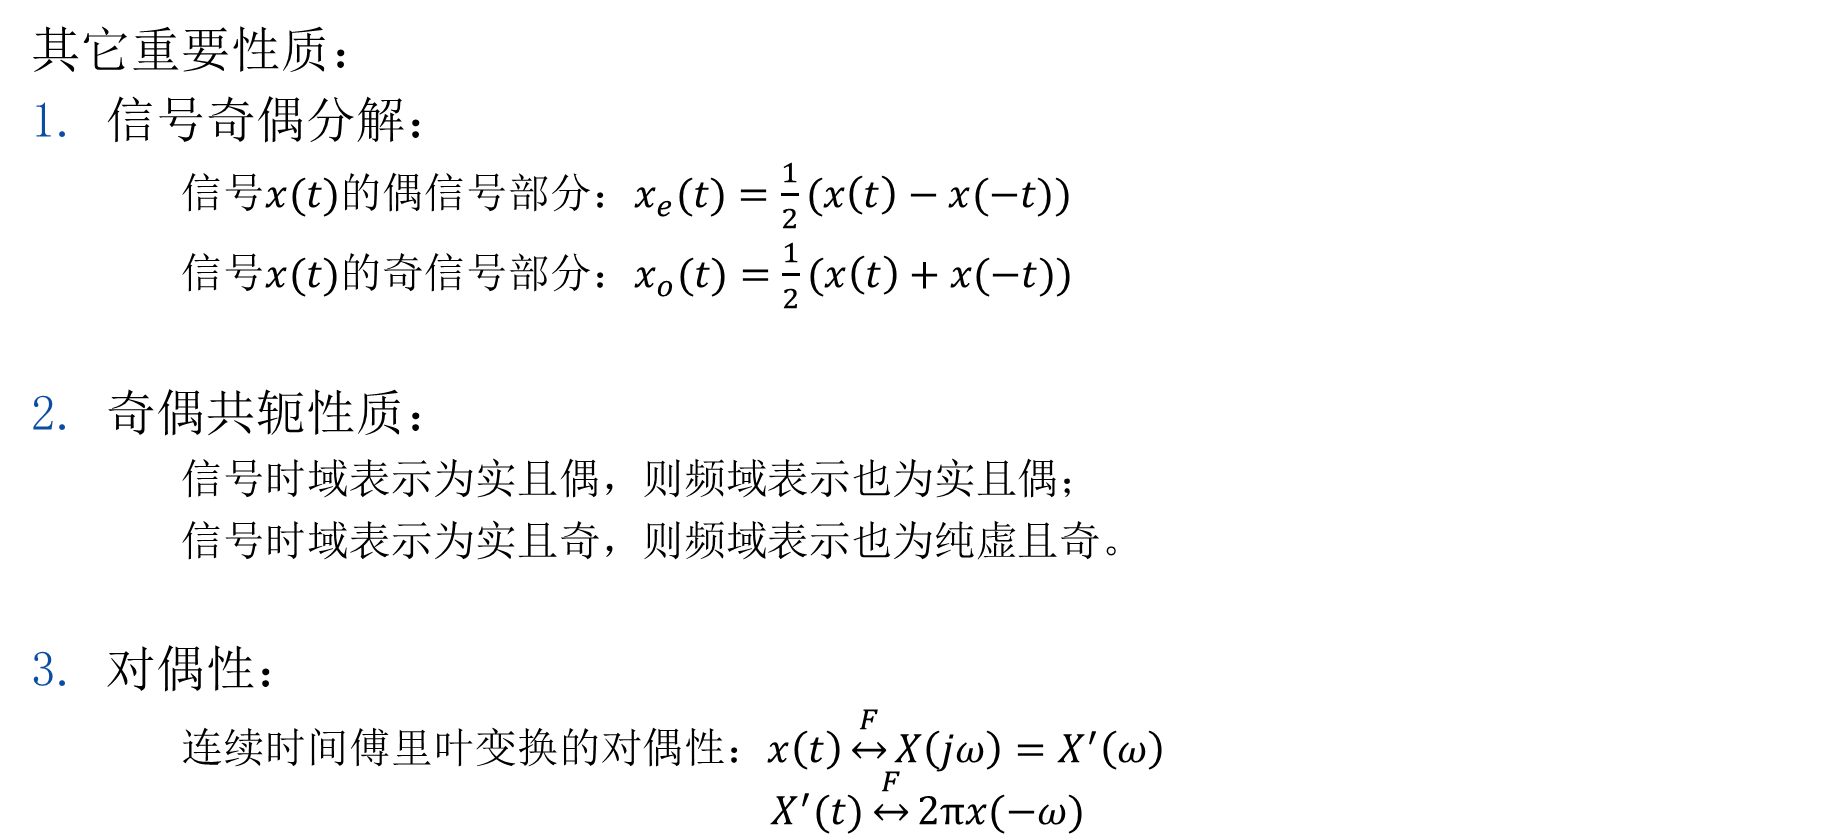 其它重要性质：
1. 信号奇偶分解：
信号x(t)的偶信号部分：x_e(t) = 1/2 (x(t) − x(−t))
信号x(t)的奇信号部分：x_o(t) = 1/2 (x(t) + x(−t))
2. 奇偶共轭性质：
信号时域表示为实且偶，则频域表示也为实且偶；
信号时域表示为实且奇，则频域表示也为纯虚且奇。
3. 对偶性：
连续时间傅里叶变换的对偶性：x(t) F↔ X(jω) = X′(ω)
X′(t) F↔ 2πx(−ω)